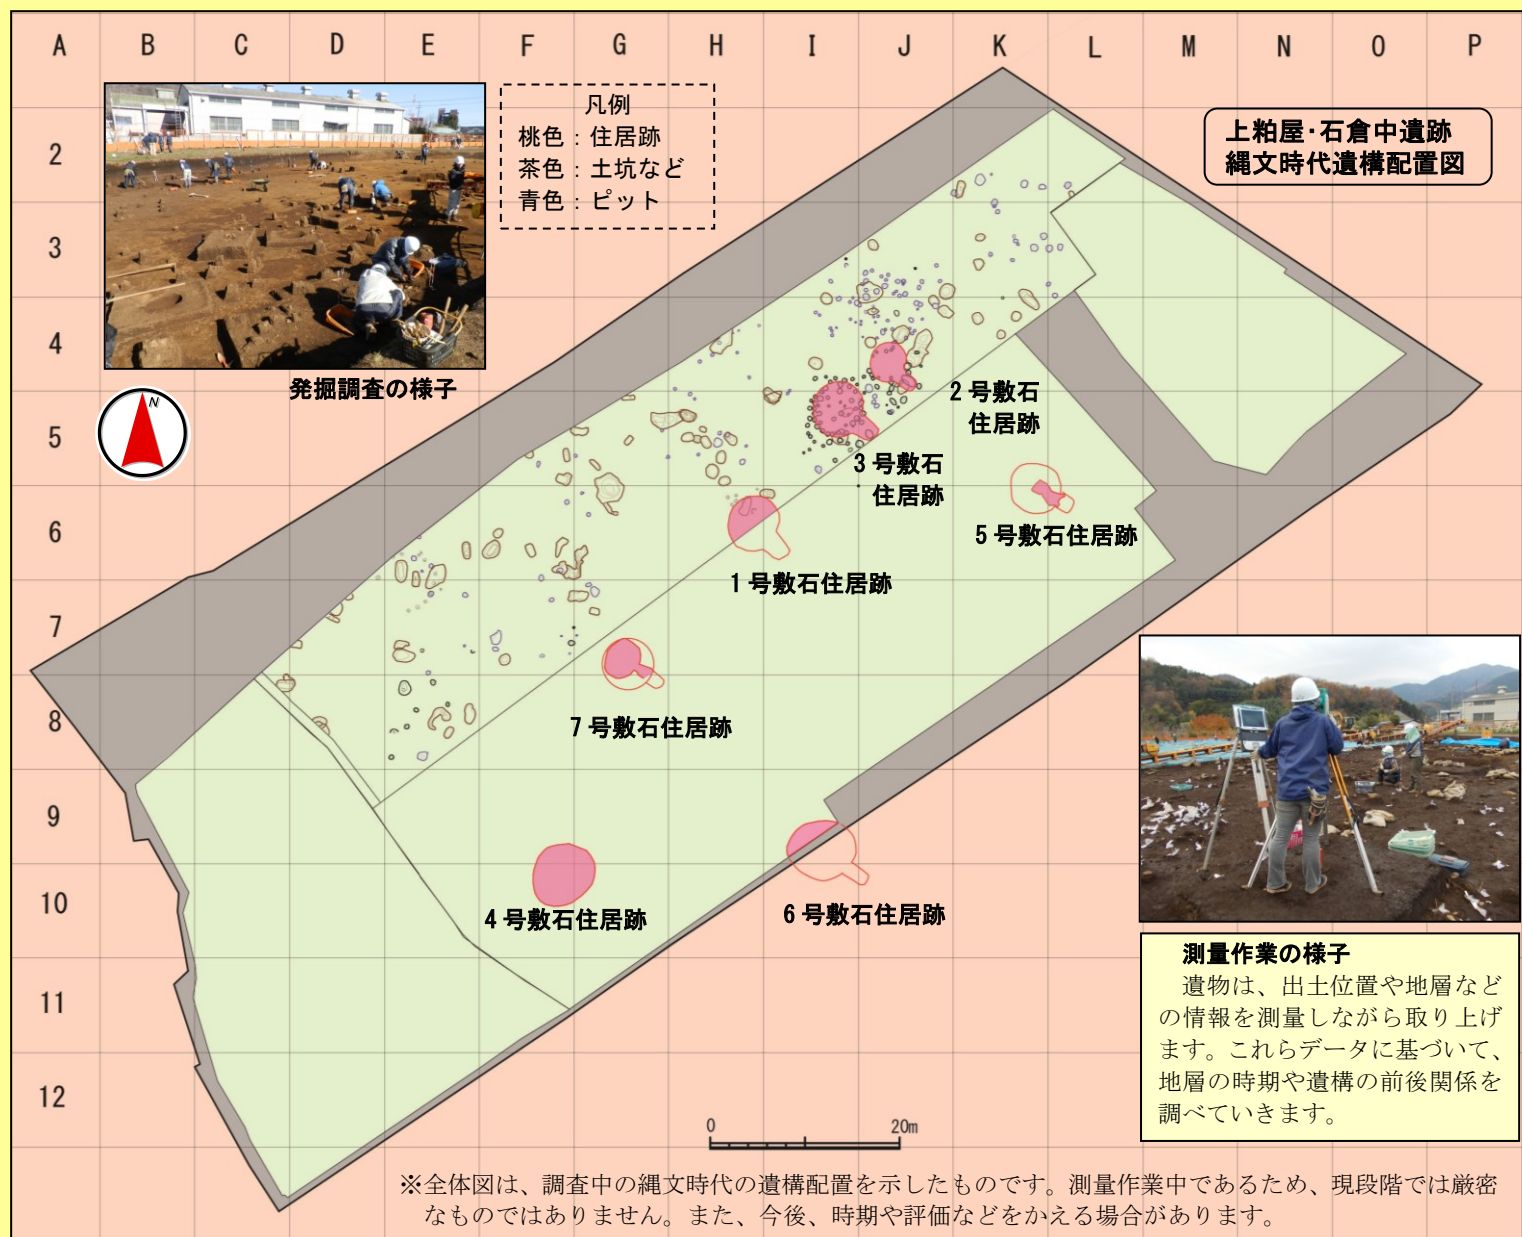 A B C D E F G H I J K L M N O P
2
3
4
5
6
7
8
9
10
11
12
凡例
桃色：住居跡
茶色：土坑など
青色：ピット
上粕屋・石倉中遺跡
縄文時代遺構配置図
発掘調査の様子
N
2号敷石
住居跡
3号敷石
住居跡
5号敷石住居跡
1号敷石住居跡
7号敷石住居跡
4号敷石住居跡
6号敷石住居跡
測量作業の様子
遺物は、出土位置や地層など
の情報を測量しながら取り上げ
ます。これらデータに基づいて、
地層の時期や遺構の前後関係を
調べていきます。
0 20m
※全体図は、調査中の縄文時代の遺構配置を示したものです。測量作業中であるため、現段階では厳密
なものではありません。また、今後、時期や評価などをかえる場合があります。